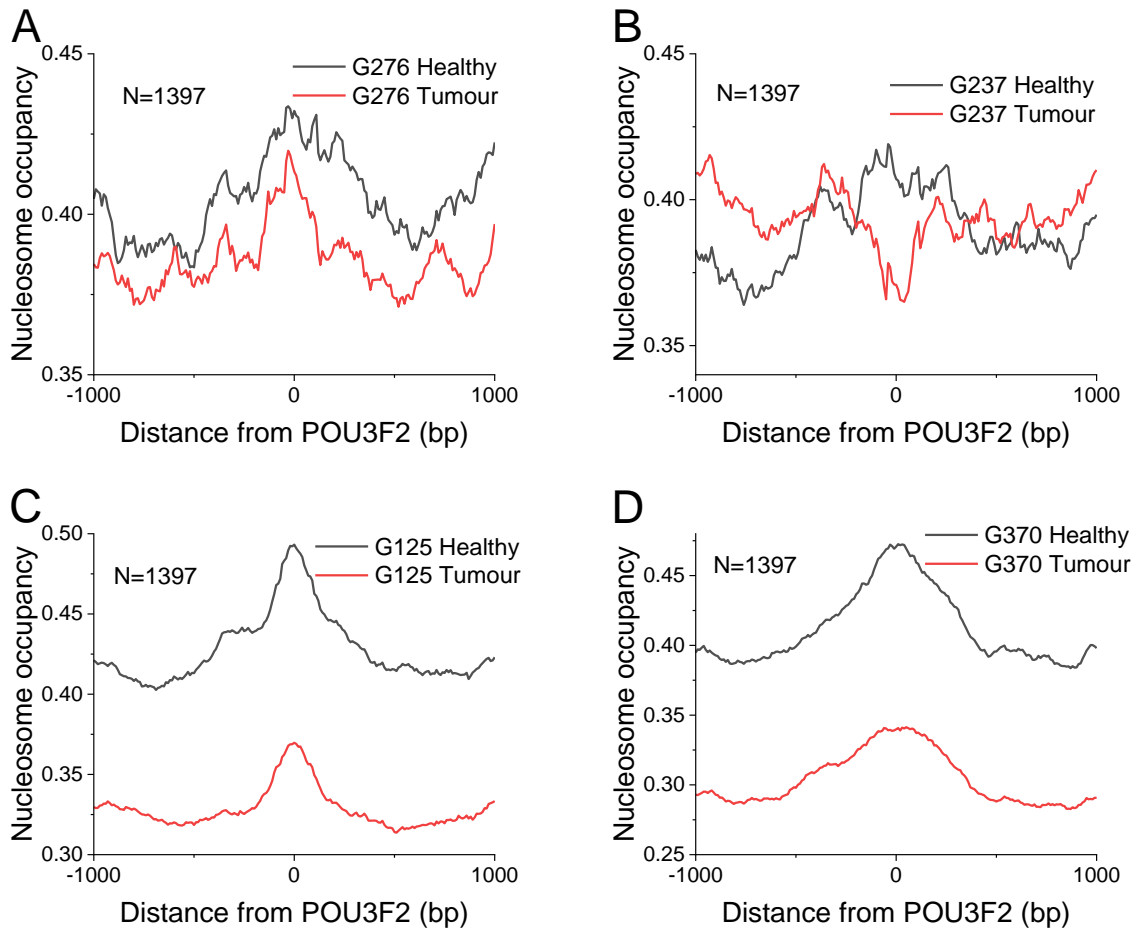 A
Nucleosome occupancy
0.45
0.40
0.35
N=1397
G276 Healthy
G276 Tumour
-1000
0
1000
Distance from POU3F2 (bp)
B
Nucleosome occupancy
0.45
0.40
0.35
N=1397
G237 Healthy
G237 Tumour
-1000
0
1000
Distance from POU3F2 (bp)
C
Nucleosome occupancy
0.50
0.45
0.40
0.35
0.30
N=1397
G125 Healthy
G125 Tumour
-1000
0
1000
Distance from POU3F2 (bp)
D
Nucleosome occupancy
0.45
0.40
0.35
0.30
0.25
N=1397
G370 Healthy
G370 Tumour
-1000
0
1000
Distance from POU3F2 (bp)